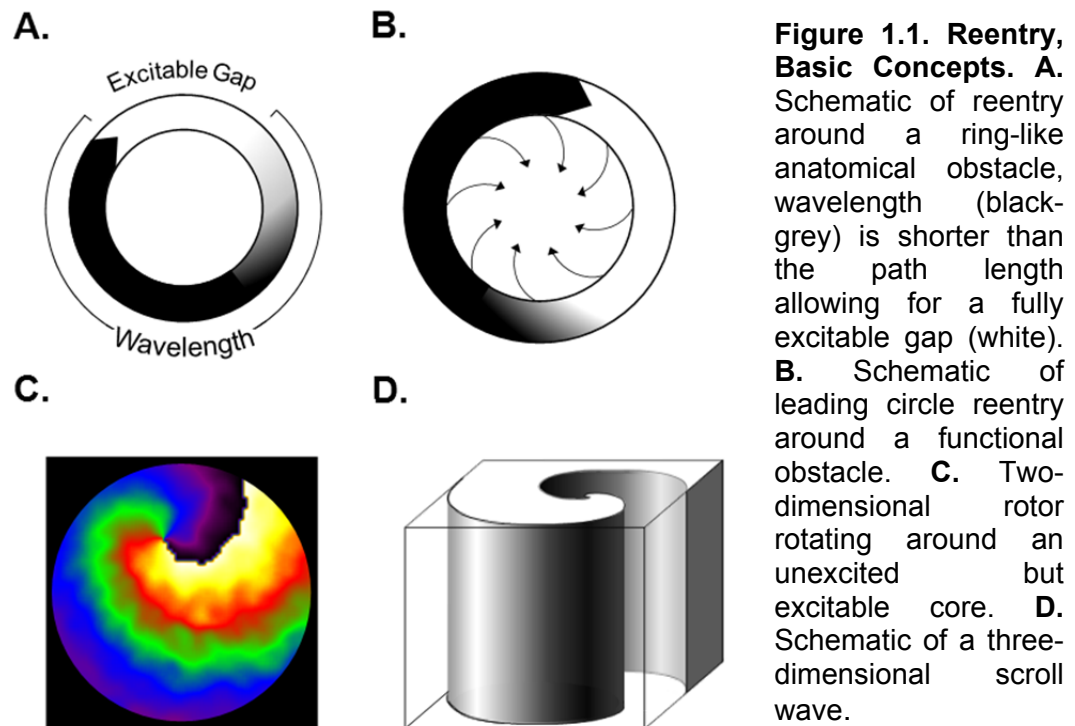 A.
Excitable Gap
Wavelength
B.
C.
D.
Figure 1.1. Reentry,
Basic Concepts. A.
Schematic of reentry
around a ring-like
anatomical obstacle,
wavelength (black-
grey) is shorter than
the path length
allowing for a fully
excitable gap (white).
B. Schematic of
leading circle reentry
around a functional
obstacle. C. Two-
dimensional rotor
rotating around an
unexcited but
excitable core. D.
Schematic of a three-
dimensional scroll
wave.